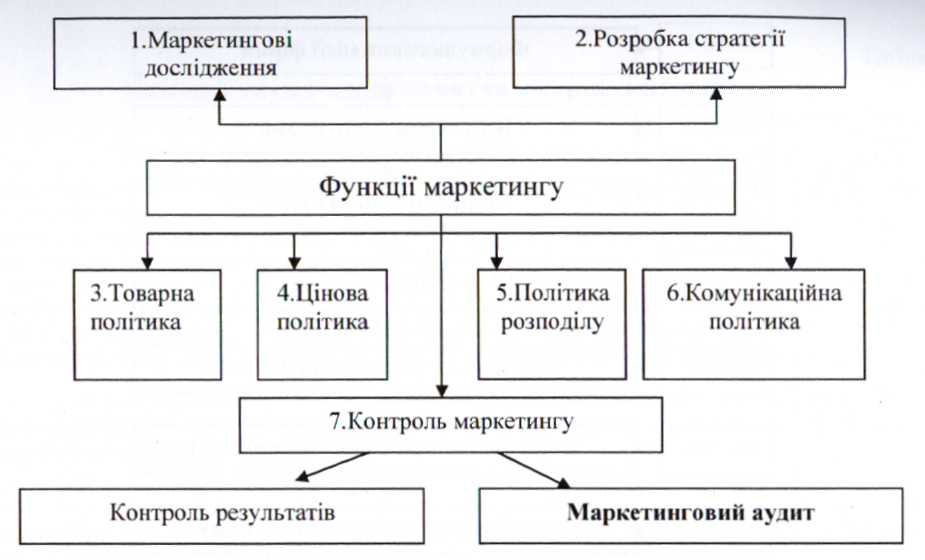 1.Маркетингові
дослідження
2.Розробка стратегії
маркетингу
Функції маркетингу
3.Товарна
політика
4.Цінова
політика
5.Політика
розподілу
6.Комунікаційна
політика
7.Контроль маркетингу
Контроль результатів
Маркетинговий аудит